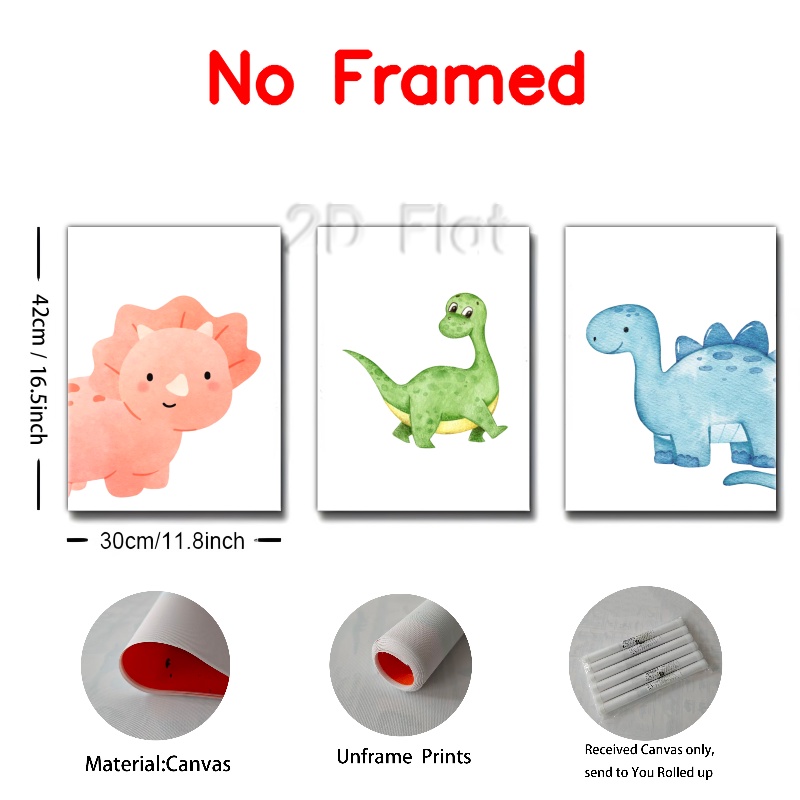 No Framed
2D Flat
42cm / 16.5inch
30cm/11.8inch
Material:Canvas
Unframe Prints
Received Canvas only,
send to You Rolled up